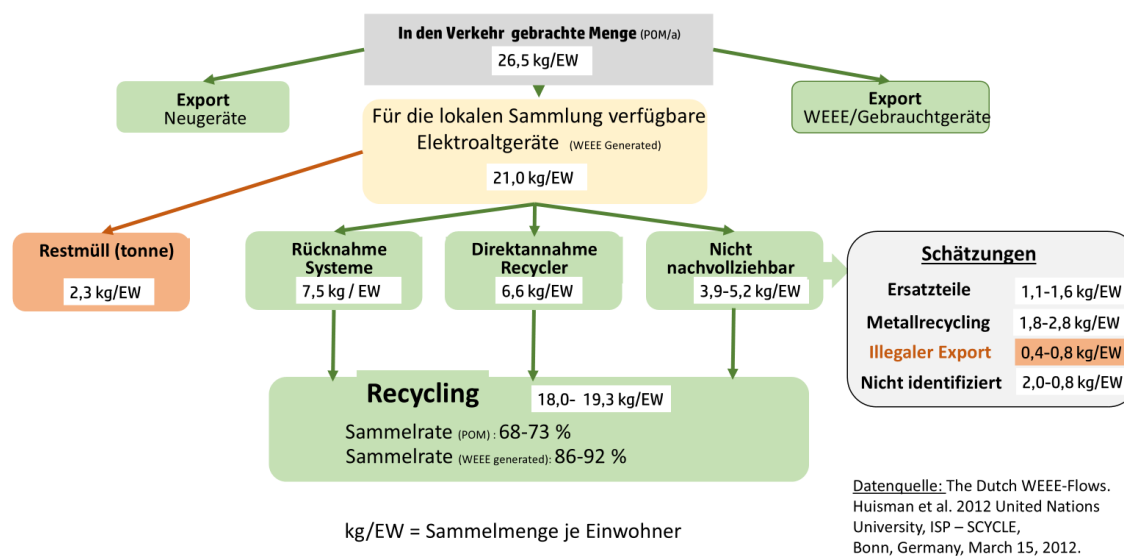 In den Verkehr gebrachte Menge (POM/a)
26,5 kg/EW
Export
Neugeräte
Export
WEEE/Gebrauchtgeräte
Für die lokalen Sammlung verfügbare
Elektroaltgeräte (WEEE Generated)
21,0 kg/EW
Restmüll (tonne)
2,3 kg/EW
Rücknahme
Systeme
7,5 kg / EW
Direktannahme
Recycler
6,6 kg/EW
Nicht
nachvollziehbar
3,9-5,2 kg/EW
Schätzungen
Ersatzteile 1,1-1,6 kg/EW
Metallrecycling 1,8-2,8 kg/EW
Illegaler Export 0,4-0,8 kg/EW
Nicht identifiziert 2,0-0,8 kg/EW
Recycling 18,0- 19,3 kg/EW
Sammelrate (POM) : 68-73 %
Sammelrate (WEEE generated): 86-92 %
kg/EW = Sammelmenge je Einwohner
Datenquelle: The Dutch WEEE-Flows.
Huisman et al. 2012 United Nations
University, ISP – SCYCLE,
Bonn, Germany, March 15, 2012.